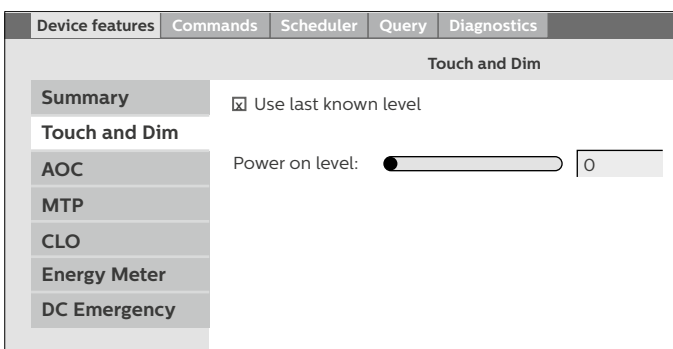 Device features Commands Scheduler Query Diagnostics
Touch and Dim
Summary
Touch and Dim
AOC
MTP
CLO
Energy Meter
DC Emergency
x Use last known level
Power on level: 0